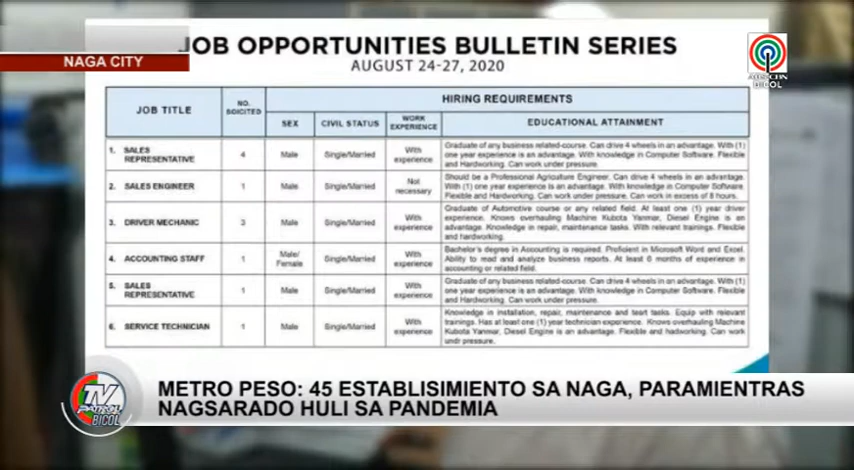 JOB OPPORTUNITIES BULLETIN SERIES
NAGA CITY
AUGUST 24-27, 2020
ABS-CBN
BICOL
JOB TITLE
NO. SOICITED
HIRING REQUIREMENTS
SEX
CIVIL STATUS
WORK EXPERIENCE
EDUCATIONAL ATTAINMENT
1. SALES REPRESENTATIVE
4
Male
Single/Married
With experience
Graduate of any business related-course. Can drive 4 wheels in an advantage. With (1)
one year experience is an advantage. With knowledge in Computer Software. Flexible
and Hardworking. Can work under pressure.
2. SALES ENGINEER
1
Male
Single/Married
Not necessary
Should be a Professional Agriculture Engineer. Can drive 4 wheels in an advantage.
With (1) one year experience is an advantage. With knowledge in Computer Software.
Flexible and Hardworking. Can work under pressure. Can work in excess of 8 hours.
3. DRIVER MECHANIC
3
Male
Single/Married
With experience
Graduate of Automotive course or any related field. At least one (1) year driver
experience. Knows overhauling Machine Kubota Yanmar, Diesel Engine is an
advantage. Knowledge in repair, maintenance tasks. With relevant trainings. Flexible
and hardworking.
4. ACCOUNTING STAFF
1
Male/
Female
Single/Married
With experience
Bachelor's degree in Accounting is required. Proficient in Microsoft Word and Excel.
Ability to read and analyze business reports. At least 6 months of experience in
accounting or related field.
5. SALES REPRESENTATIVE
1
Male
Single/Married
With experience
Graduate of any business related-course. Can drive 4 wheels in an advantage. With (1)
one year experience is an advantage. With knowledge in Computer Software. Flexible
and Hardworking. Can work under pressure.
6. SERVICE TECHNICIAN
1
Male
Single/Married
With experience
Knowledge in installation, repair, maintenance and teart tasks. Equip with relevant
trainings. Has at least one (1) year technician experience. Knows overhauling Machine
Kubota Yanmar, Diesel Engine is an advantage. Flexible and hadworking. Can work
undr pressure.
TV
PATROL
BICOL
METRO PESO: 45 ESTABLISIMIENTO SA NAGA, PARAMIENTRAS
NAGSARADO HULI SA PANDEMIA